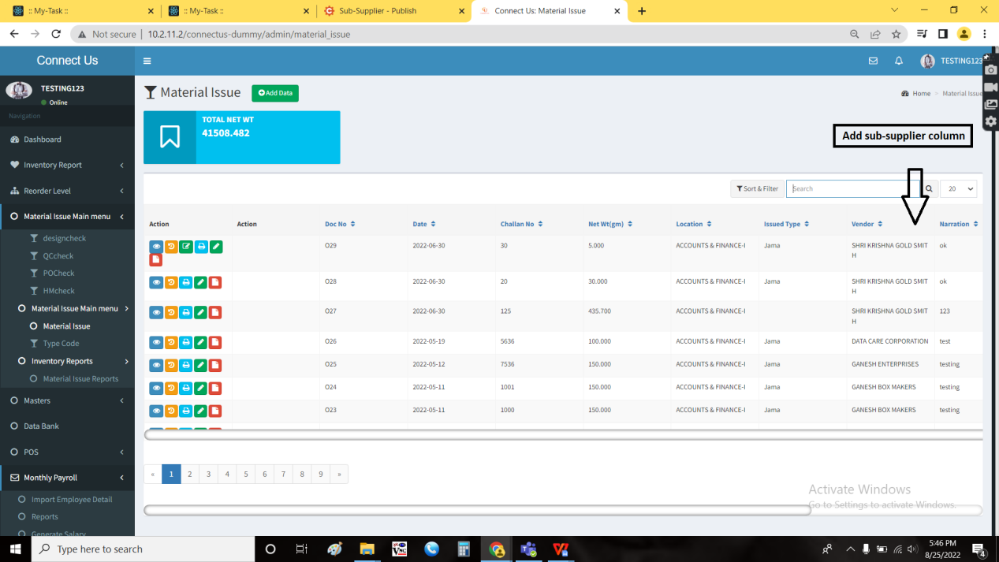 :: My-Task ::
:: My-Task ::
Sub-Supplier - Publish
Connect Us: Material Issue
Not secure | 10.2.11.2/connectus-dummy/admin/material_issue
Connect Us
TESTING123
TESTING123
Online
Navigation
Dashboard
Inventory Report
Reorder Level
Material Issue Main menu
designcheck
QCcheck
POCheck
HMcheck
Material Issue Main menu
Material Issue
Type Code
Inventory Reports
Material Issue Reports
Masters
Data Bank
POS
Monthly Payroll
Import Employee Detail
Reports
Generate Salary
Material Issue
Add Data
Home
Material Issue
TOTAL NET WT
41508.482
Add sub-supplier column
Sort & Filter
Search
20
Action Action Doc No Date Challan No Net Wt(gm) Location Issued Type Vendor Narration
O29 2022-06-30 30 5.000 ACCOUNTS & FINANCE-I Jama SHRI KRISHNA GOLD SMIT ok
H
O28 2022-06-30 20 30.000 ACCOUNTS & FINANCE-I Jama SHRI KRISHNA GOLD SMIT ok
H
O27 2022-06-30 125 435.700 ACCOUNTS & FINANCE-I Jama SHRI KRISHNA GOLD SMIT 123
H
O26 2022-05-19 5636 100.000 ACCOUNTS & FINANCE-I Jama DATA CARE CORPORATION test
O25 2022-05-12 7536 150.000 ACCOUNTS & FINANCE-I Jama GANESH ENTERPRISES testing
O24 2022-05-11 1001 150.000 ACCOUNTS & FINANCE-I Jama GANESH BOX MAKERS testing
O23 2022-05-11 1000 150.000 ACCOUNTS & FINANCE-I Jama GANESH BOX MAKERS testing
« 1 2 3 4 5 6 7 8 9 »
Activate Windows
Go to Settings to activate Windows.
Type here to search
5:46 PM
8/25/2022
4